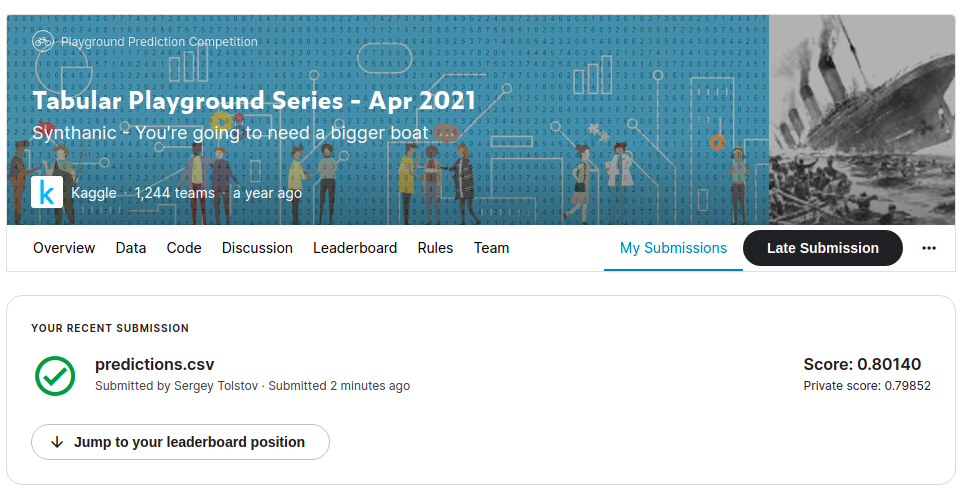 Playground Prediction Competition
Tabular Playground Series - Apr 2021
Synthanic - You're going to need a bigger boat
k Kaggle · 1,244 teams · a year ago
Overview Data Code Discussion Leaderboard Rules Team My Submissions Late Submission •••
YOUR RECENT SUBMISSION
predictions.csv Score: 0.80140
Submitted by Sergey Tolstov · Submitted 2 minutes ago Private score: 0.79852
Jump to your leaderboard position